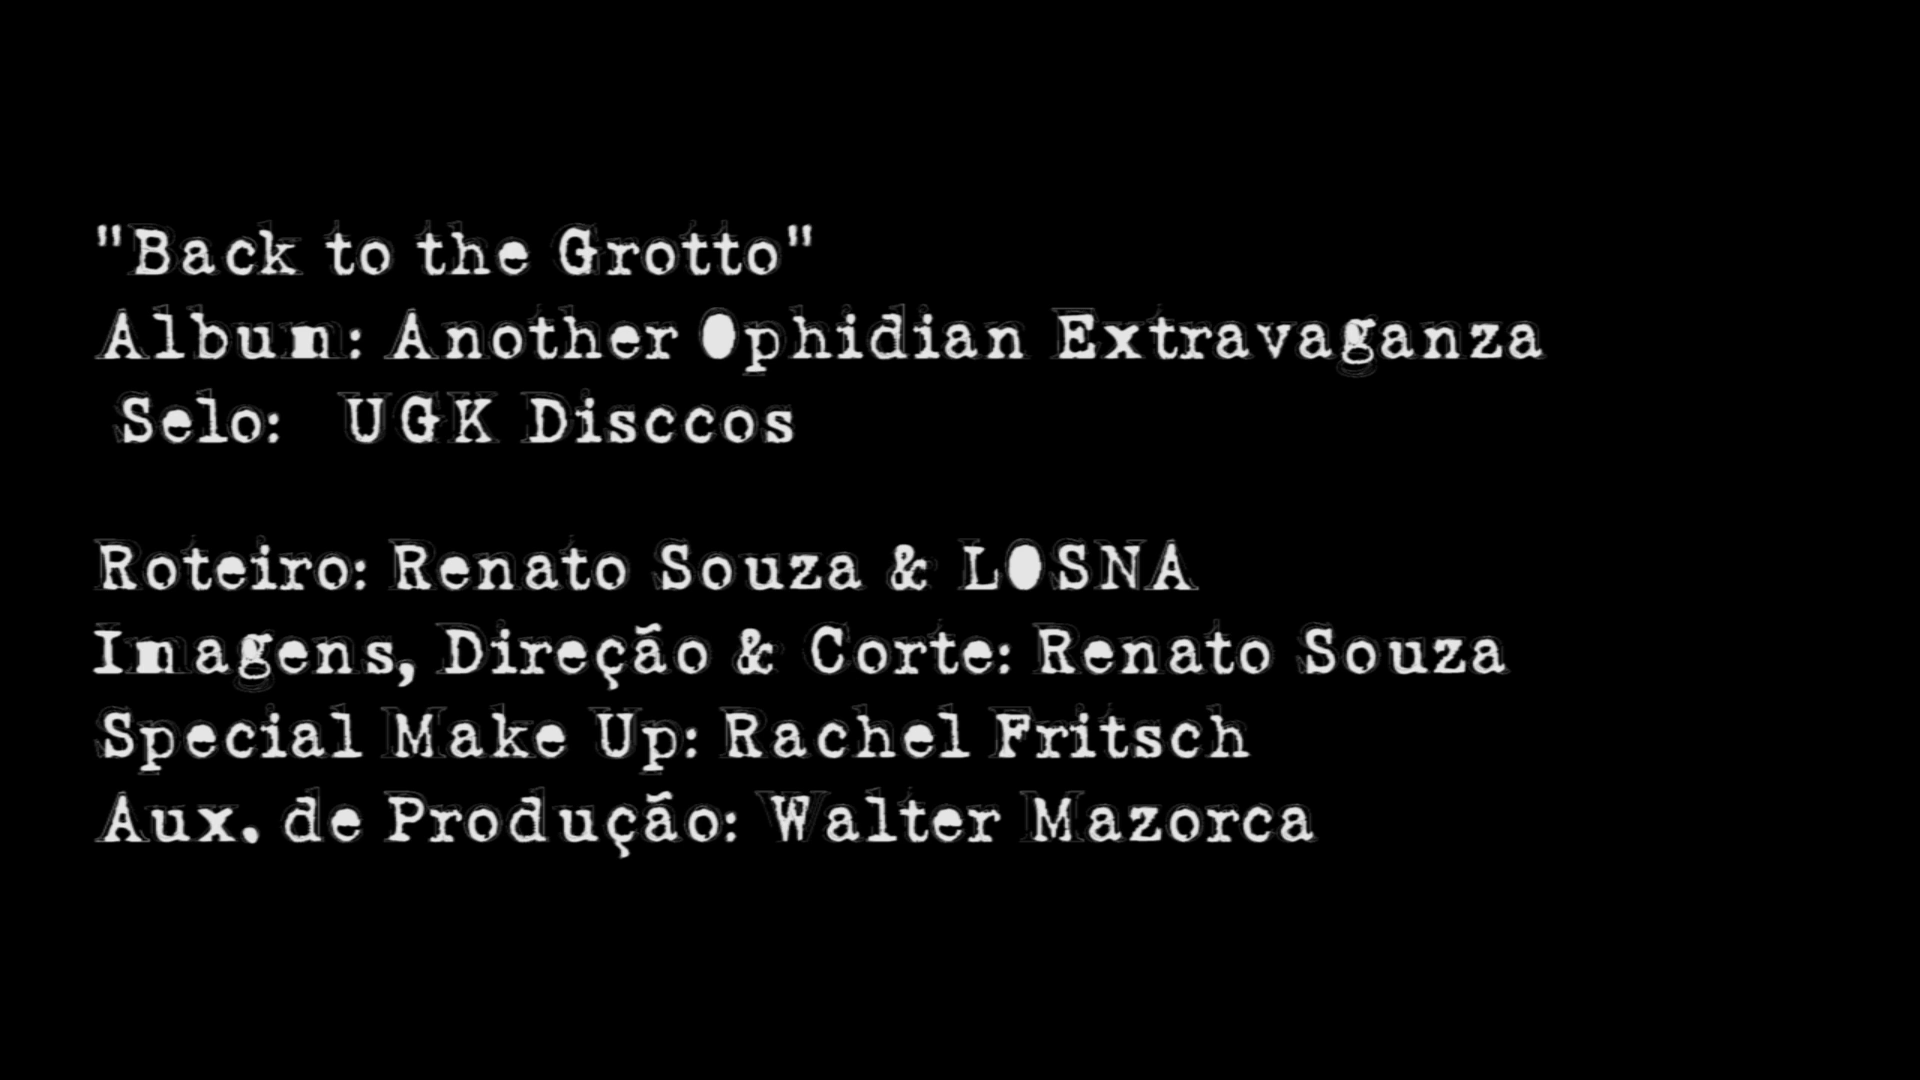 "Back to the Grotto"
Album: Another Ophidian Extravaganza
Selo: UGK Disccos
Roteiro: Renato Souza & LOSNA
Imagens, Direção & Corte: Renato Souza
Special Make Up: Rachel Fritsch
Aux. de Produção: Walter Mazorca